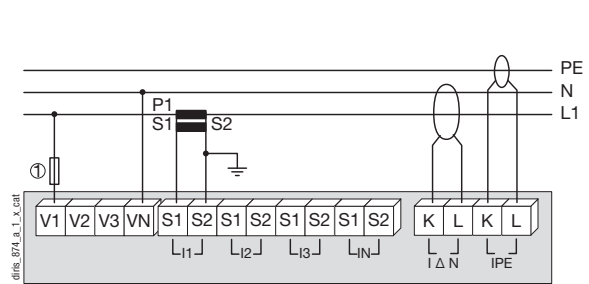 PE
N
P1
L1
S1 S2
①
V1 V2 V3 VN S1 S2 S1 S2 S1 S2 S1 S2 K L K L
I1 I2 I3 IN I Δ N IPE
diris_874_a_1_x_cat